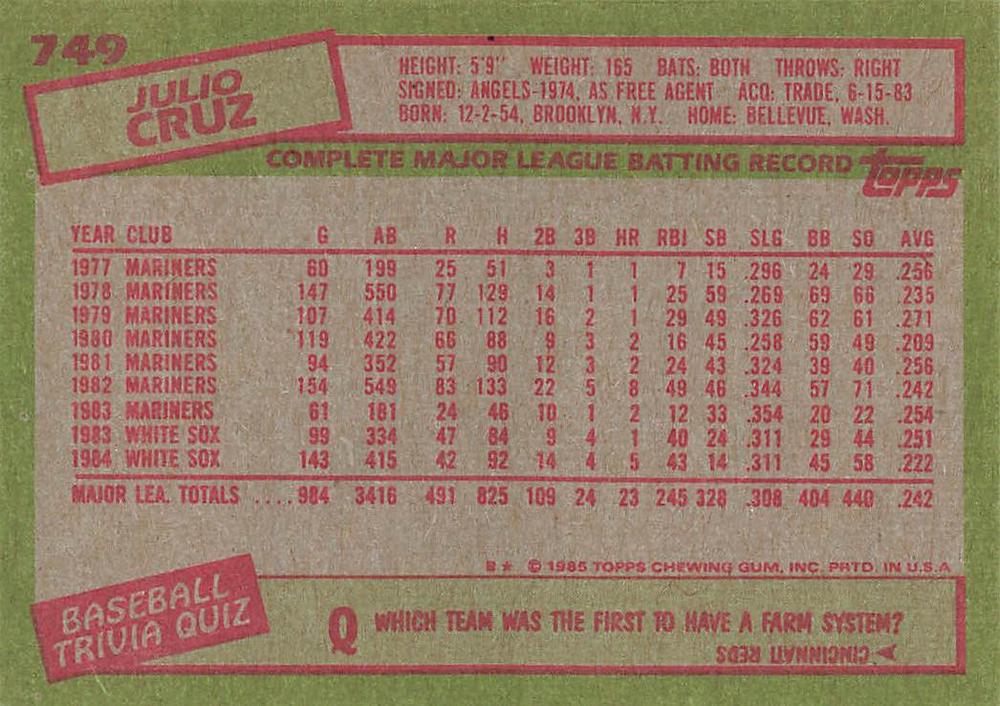 749
JULIO
CRUZ
HEIGHT: 5'9" WEIGHT: 165 BATS: BOTH THROWS: RIGHT
SIGNED: ANGELS-1974, AS FREE AGENT ACQ: TRADE, 6-15-83
BORN: 12-2-54, BROOKLYN, N.Y. HOME: BELLEVUE, WASH.
COMPLETE MAJOR LEAGUE BATTING RECORD topps
YEAR CLUB G AB R H 2B 3B HR RBI SB SLG BB SO AVG
1977 MARINERS 60 199 25 51 3 1 1 7 15 .296 24 29 .256
1978 MARINERS 147 550 77 129 14 1 1 25 59 .269 69 66 .235
1979 MARINERS 107 414 70 112 16 2 1 29 49 .326 62 61 .271
1980 MARINERS 119 422 66 88 9 3 2 16 45 .258 59 49 .209
1981 MARINERS 94 352 57 90 12 3 2 24 43 .324 39 40 .256
1982 MARINERS 154 549 83 133 22 5 8 49 46 .344 57 71 .242
1983 MARINERS 61 181 24 46 10 1 2 12 33 .354 20 22 .254
1983 WHITE SOX 99 334 47 84 9 4 1 40 24 .311 29 44 .251
1984 WHITE SOX 143 415 42 92 14 4 5 43 14 .311 45 58 .222
MAJOR LEA. TOTALS ....984 3416 491 825 109 24 23 245 328 .308 404 440 .242
B★ © 1985 TOPPS CHEWING GUM, INC. PRTD. IN U.S.A
BASEBALL
TRIVIA QUIZ
Q WHICH TEAM WAS THE FIRST TO HAVE A FARM SYSTEM?
A CINCINNATI REDS